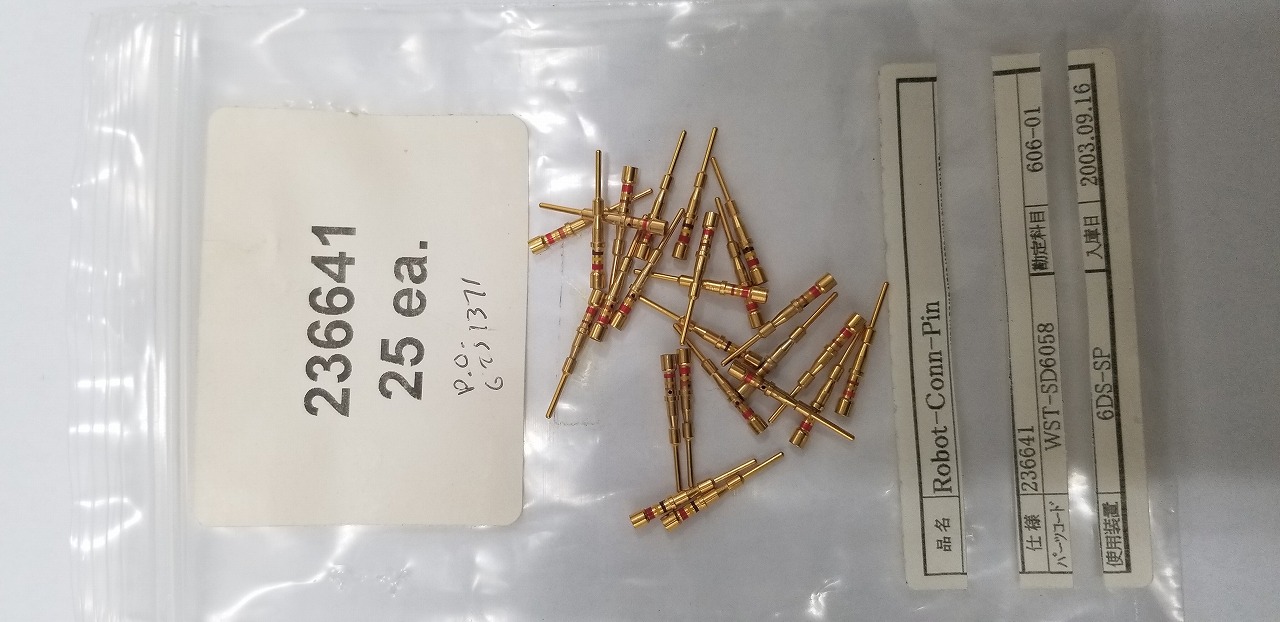 236641
25 ea.
P.O.
6251371
品名 Robot-Conn-Pin
仕様 236641
パーツコード WST-SD6058 勘定科目 606-01
使用装置 6DS-SP 入庫日 2003.09.16